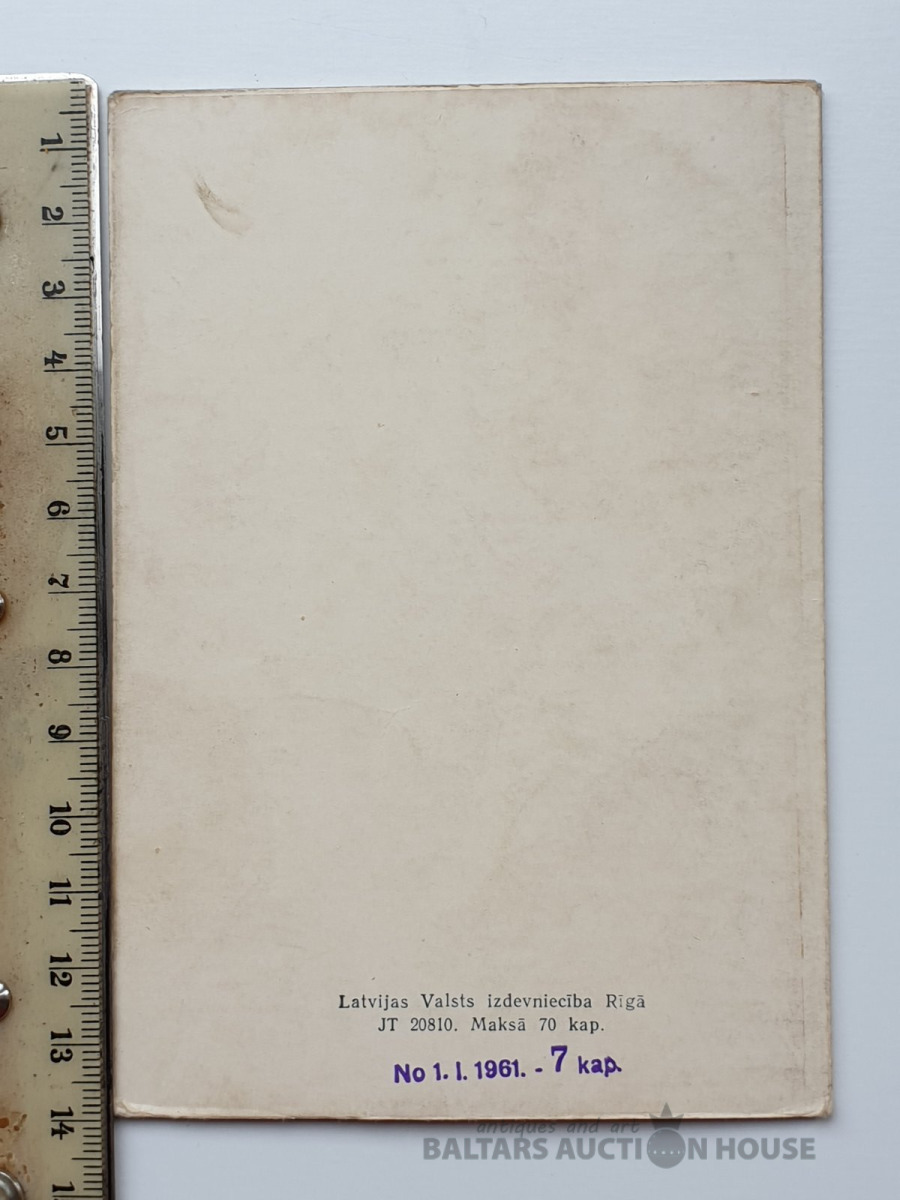 1
2
3
4
5
6
7
8
9
10
11
12
13
14
Latvijas Valsts izdevniecība Rīgā
JT 20810. Maksā 70 kap.
No 1. I. 1961. - 7 kap.
antiques and art
BALTARS AUCTION HOUSE